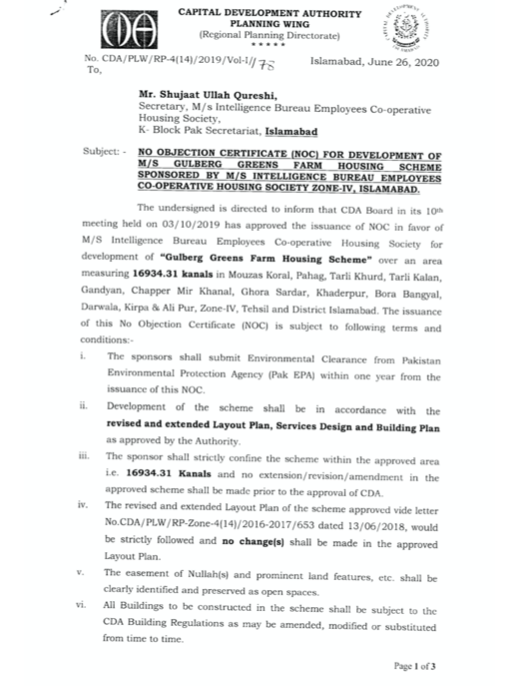 CDA
CAPITAL DEVELOPMENT AUTHORITY
PLANNING WING
(Regional Planning Directorate)
*****
No. CDA/PLW/RP-4(14)/2019/Vol-I/178
Islamabad, June 26, 2020
To,
Mr. Shujaat Ullah Qureshi,
Secretary, M/s Intelligence Bureau Employees Co-operative
Housing Society,
K- Block Pak Secretariat, Islamabad
Subject: - NO OBJECTION CERTIFICATE (NOC) FOR DEVELOPMENT OF
M/S GULBERG GREENS FARM HOUSING SCHEME
SPONSORED BY M/S INTELLIGENCE BUREAU EMPLOYEES
CO-OPERATIVE HOUSING SOCIETY ZONE-IV, ISLAMABAD.
The undersigned is directed to inform that CDA Board in its 10th
meeting held on 03/10/2019 has approved the issuance of NOC in favor of
M/S Intelligence Bureau Employees Co-operative Housing Society for
development of "Gulberg Greens Farm Housing Scheme" over an area
measuring 16934.31 kanals in Mouzas Koral, Pahag, Tarli Khurd, Tarli Kalan,
Gandyan, Chapper Mir Khanal, Ghora Sardar, Khaderpur, Bora Bangyal,
Darwala, Kirpa & Ali Pur, Zone-IV, Tehsil and District Islamabad. The issuance
of this No Objection Certificate (NOC) is subject to following terms and
conditions:-
i. The sponsors shall submit Environmental Clearance from Pakistan
Environmental Protection Agency (Pak EPA) within one year from the
issuance of this NOC.
ii. Development of the scheme shall be in accordance with the
revised and extended Layout Plan, Services Design and Building Plan
as approved by the Authority.
iii. The sponsor shall strictly confine the scheme within the approved area
i.e. 16934.31 Kanals and no extension/revision/amendment in the
approved scheme shall be made prior to the approval of CDA.
iv. The revised and extended Layout Plan of the scheme approved vide letter
No.CDA/PLW/RP-Zone-4(14)/2016-2017/653 dated 13/06/2018, would
be strictly followed and no change(s) shall be made in the approved
Layout Plan.
v. The easement of Nullah(s) and prominent land features, etc. shall be
clearly identified and preserved as open spaces.
vi. All Buildings to be constructed in the scheme shall be subject to the
CDA Building Regulations as may be amended, modified or substituted
from time to time.
Page 1 of 3